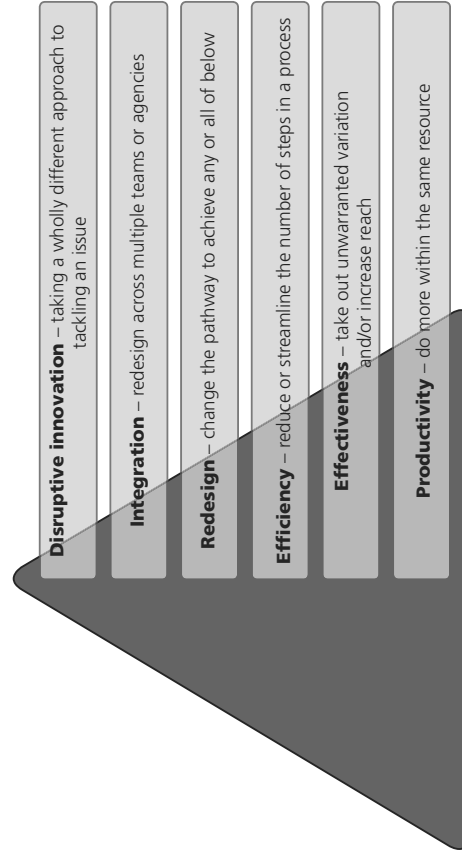 Disruptive innovation – taking a wholly different approach to
tackling an issue
Integration – redesign across multiple teams or agencies
Redesign – change the pathway to achieve any or all of below
Efficiency – reduce or streamline the number of steps in a process
Effectiveness – take out unwarranted variation
and/or increase reach
Productivity – do more within the same resource